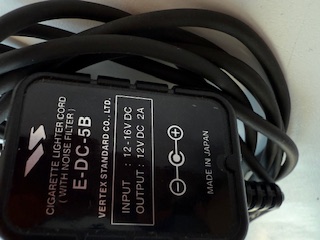 CIGARETTE LIGHTER CORD
( WITH NOISE FILTER )
E-DC-5B
VERTEX STANDARD CO., LTD.
INPUT : 12-16V DC
OUTPUT : 12V DC 2A
MADE IN JAPAN